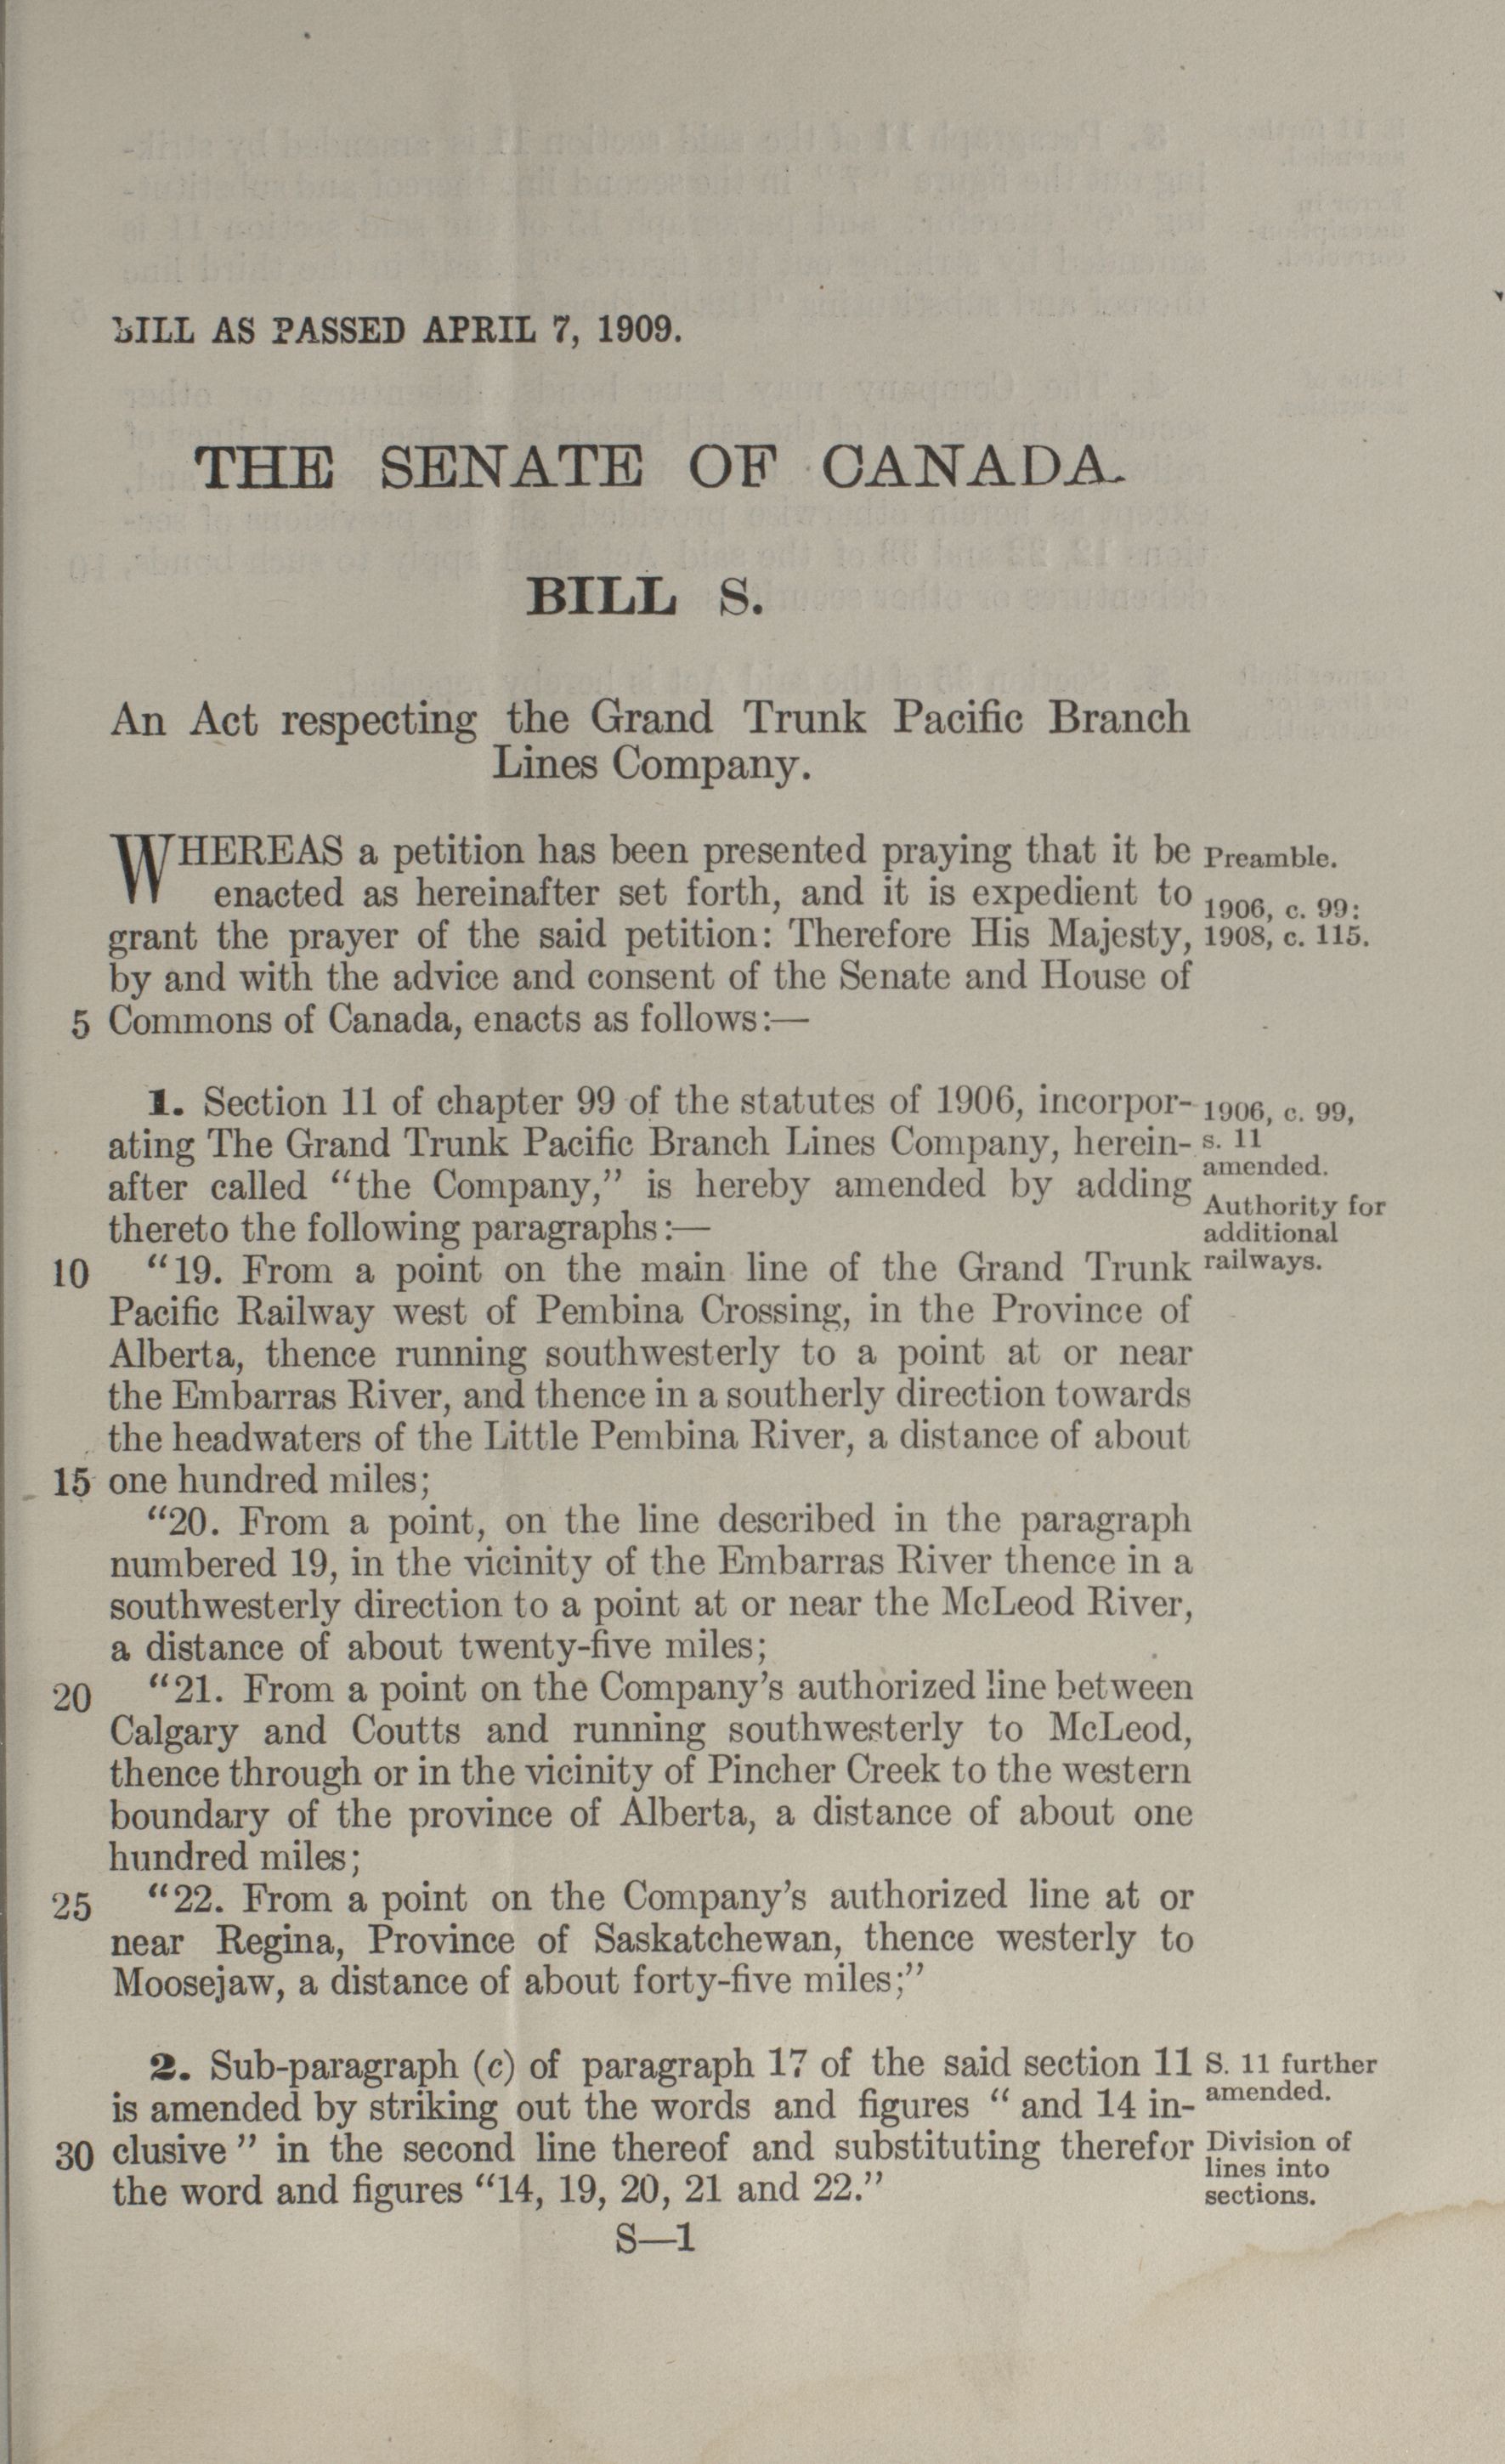 BILL AS PASSED APRIL 7, 1909.
THE SENATE OF CANADA.
BILL S.
An Act respecting the Grand Trunk Pacific Branch
Lines Company.
WHEREAS a petition has been presented praying that it be Preamble.
enacted as hereinafter set forth, and it is expedient to 1906, c. 99:
grant the prayer of the said petition: Therefore His Majesty, 1908, c. 115.
by and with the advice and consent of the Senate and House of
5 Commons of Canada, enacts as follows:—
1. Section 11 of chapter 99 of the statutes of 1906, incorpor- 1906, c. 99,
ating The Grand Trunk Pacific Branch Lines Company, herein- s. 11
amended.
after called "the Company," is hereby amended by adding Authority for
thereto the following paragraphs:— additional
10 "19. From a point on the main line of the Grand Trunk railways.
Pacific Railway west of Pembina Crossing, in the Province of
Alberta, thence running southwesterly to a point at or near
the Embarras River, and thence in a southerly direction towards
the headwaters of the Little Pembina River, a distance of about
15 one hundred miles;
"20. From a point, on the line described in the paragraph
numbered 19, in the vicinity of the Embarras River thence in a
southwesterly direction to a point at or near the McLeod River,
a distance of about twenty-five miles;
20 "21. From a point on the Company's authorized line between
Calgary and Coutts and running southwesterly to McLeod,
thence through or in the vicinity of Pincher Creek to the western
boundary of the province of Alberta, a distance of about one
hundred miles;
25 "22. From a point on the Company's authorized line at or
near Regina, Province of Saskatchewan, thence westerly to
Moosejaw, a distance of about forty-five miles;"
2. Sub-paragraph (c) of paragraph 17 of the said section 11 S. 11 further
is amended by striking out the words and figures " and 14 in- amended.
30 clusive " in the second line thereof and substituting therefor Division of
lines into
the word and figures "14, 19, 20, 21 and 22." sections.
S—1